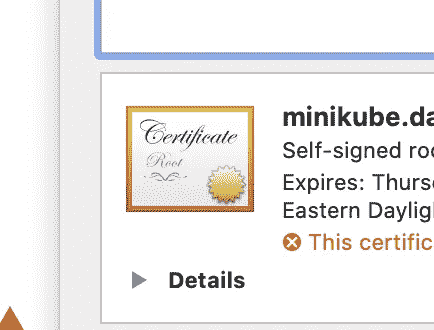 Certificate
Root
minikube.da
Self-signed roo
Expires: Thurs
Eastern Dayligh
This certific
Details